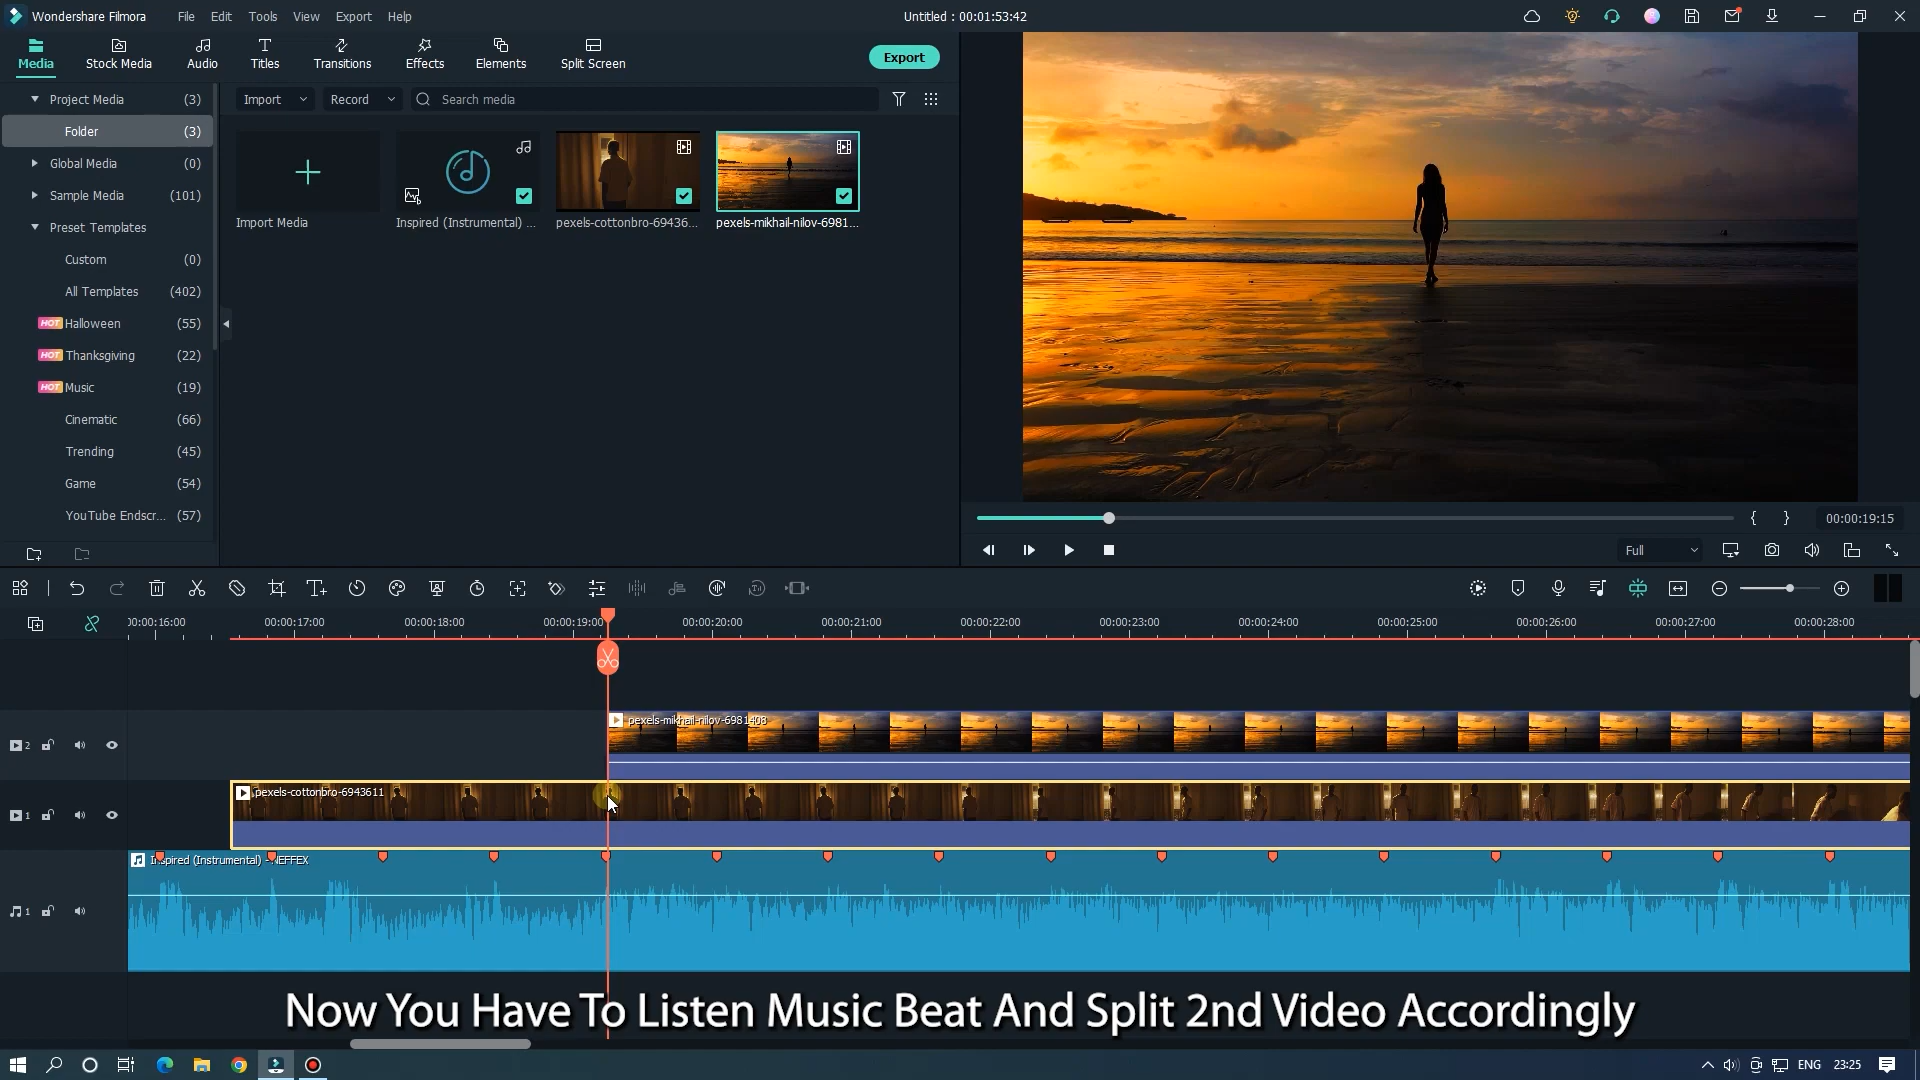 Wondershare Filmora File Edit Tools View Export Help Untitled : 00:01:53:42
Media Stock Media Audio Titles Transitions Effects Elements Split Screen Export
Project Media (3)
Folder (3)
Global Media (0)
Sample Media (101)
Preset Templates
Custom (0)
All Templates (402)
HOT Halloween (55)
HOT Thanksgiving (22)
HOT Music (19)
Cinematic (66)
Trending (45)
Game (54)
YouTube Endscr... (57)
Import Record Search media
Import Media Inspired (Instrumental) ... pexels-cottonbro-69436... pexels-mikhail-nilov-6981...
{ } 00:00:19:15
Full
00:00:16:00 00:00:17:00 00:00:18:00 00:00:19:00 00:00:20:00 00:00:21:00 00:00:22:00 00:00:23:00 00:00:24:00 00:00:25:00 00:00:26:00 00:00:27:00 00:00:28:00
pexels-mikhail-nilov-6981408
2
pexels-cottonbro-6943611
1
Inspired (Instrumental) - NEFFEX
1
Now You Have To Listen Music Beat And Split 2nd Video Accordingly
ENG 23:25